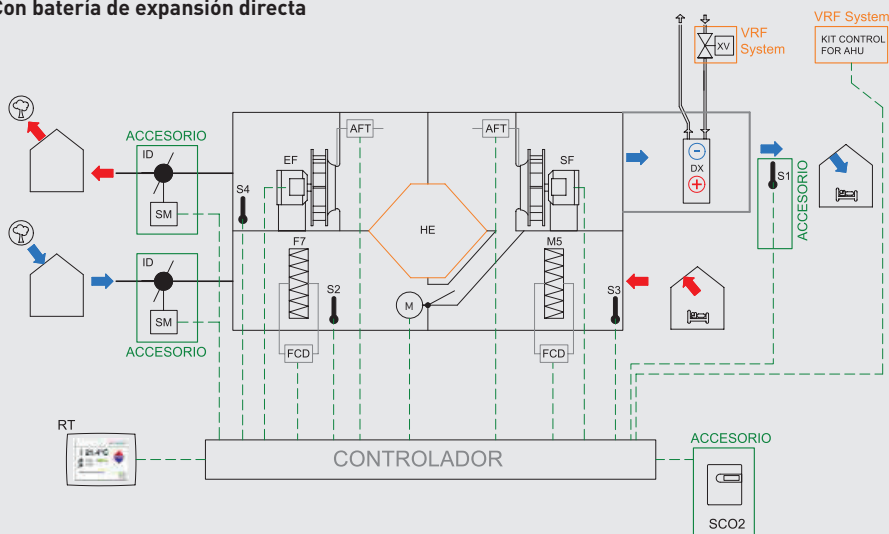 Con batería de expansión directa
VRF System
KIT CONTROL
FOR AHU
XV
VRF
System
ACCESORIO
ID
SM
AFT
AFT
EF
SF
S4
DX
S1
ACCESORIO
HE
ID
SM
ACCESORIO
F7
S2
M
M5
S3
FCD
FCD
RT
21.4°C
CONTROLADOR
ACCESORIO
SCO2